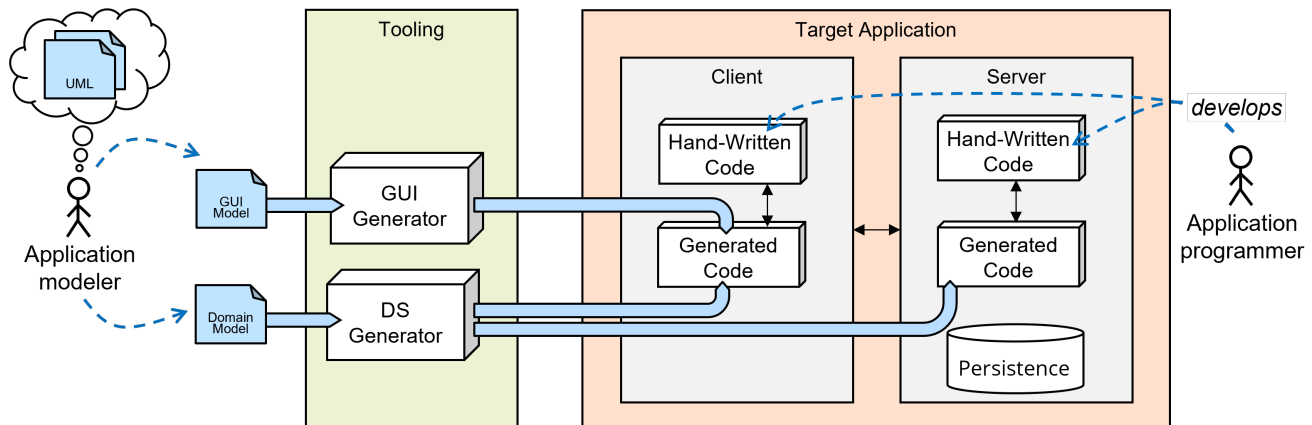 Tooling
Target Application
UML
Client
Server
develops
Hand-Written
Code
Hand-Written
Code
GUI
Model
GUI
Generator
Application
modeler
Generated
Code
Generated
Code
Application
programmer
Domain
Model
DS
Generator
Persistence